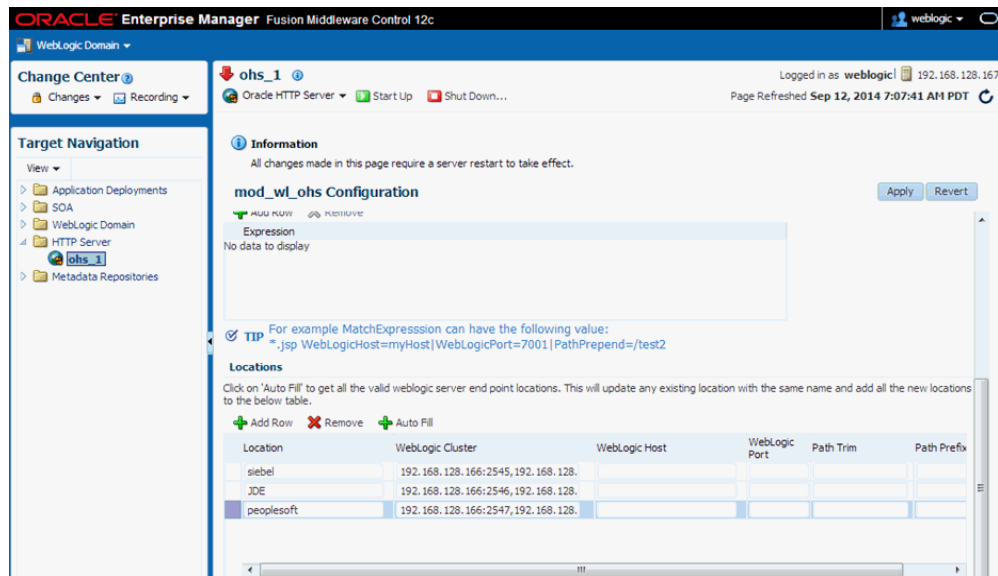 ORACLE Enterprise Manager Fusion Middleware Control 12c
weblogic
WebLogic Domain
Change Center
Changes Recording
Target Navigation
View
Application Deployments
SOA
WebLogic Domain
HTTP Server
ohs_1
Metadata Repositories
ohs_1
Logged in as weblogic 192.168.128.167
Oracle HTTP Server Start Up Shut Down...
Page Refreshed Sep 12, 2014 7:07:41 AM PDT
Information
All changes made in this page require a server restart to take effect.
mod_wl_ohs Configuration
Apply Revert
Add Row Remove
Expression
No data to display
TIP For example MatchExpresssion can have the following value:
*.jsp WebLogicHost=myHost|WebLogicPort=7001|PathPrepend=/test2
Locations
Click on 'Auto Fill' to get all the valid weblogic server end point locations. This will update any existing location with the same name and add all the new locations
to the below table.
Add Row Remove Auto Fill
Location WebLogic Cluster WebLogic Host WebLogic Port Path Trim Path Prefix
siebel 192.168.128.166:2545,192.168.128.
JDE 192.168.128.166:2546,192.168.128.
peoplesoft 192.168.128.166:2547,192.168.128.